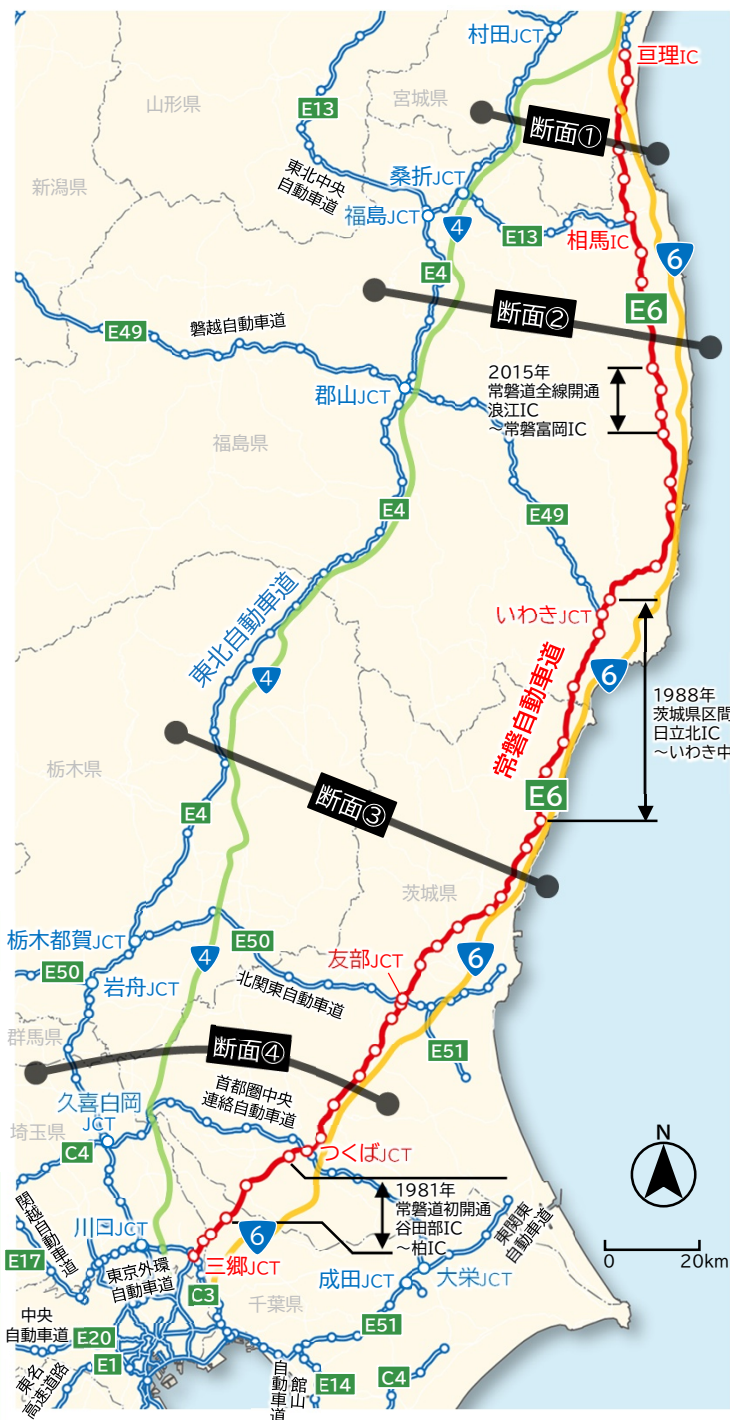 村田JCT
亘理IC
山形県
E13
宮城県
断面①
東北中央
自動車道
桑折JCT
新潟県
福島JCT
4
E13
相馬IC
6
E4
断面②
E6
E49
磐越自動車道
2015年
常磐道全線開通
浪江IC
~常磐富岡IC
郡山JCT
福島県
E4
E49
東北自動車道
いわきJCT
4
常磐自動車道
6
1988年
茨城県区間
日立北IC
~いわき中
栃木県
E6
断面③
E4
茨城県
栃木都賀JCT
E50
4
友部JCT
6
E50
岩舟JCT
北関東自動車道
群馬県
断面④
E51
久喜白岡
JCT
首都圏中央
連絡自動車道
埼玉県
C4
つくばJCT
N
1981年
常磐道初開通
谷田部IC
~柏IC
関越自動車道
川口JCT
6
東関東
自動車道
0
20km
E17
東京外環
自動車道
三郷JCT
成田JCT
大栄JCT
C3
千葉県
中央
自動車道
E20
E51
E1
東名
高速道路
館山
自動車道
E14
C4